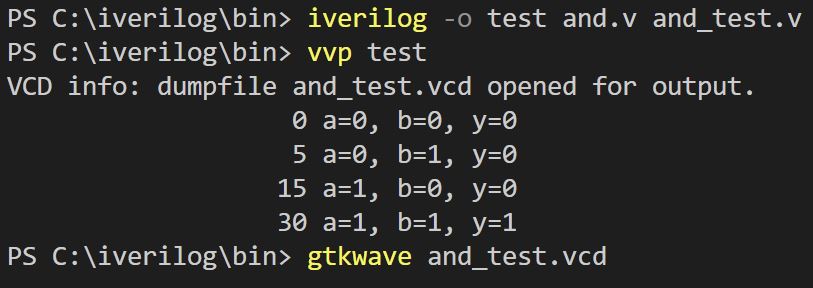 PS C:\iverilog\bin> iverilog -o test and.v and_test.v
PS C:\iverilog\bin> vvp test
VCD info: dumpfile and_test.vcd opened for output.
0 a=0, b=0, y=0
5 a=0, b=1, y=0
15 a=1, b=0, y=0
30 a=1, b=1, y=1
PS C:\iverilog\bin> gtkwave and_test.vcd